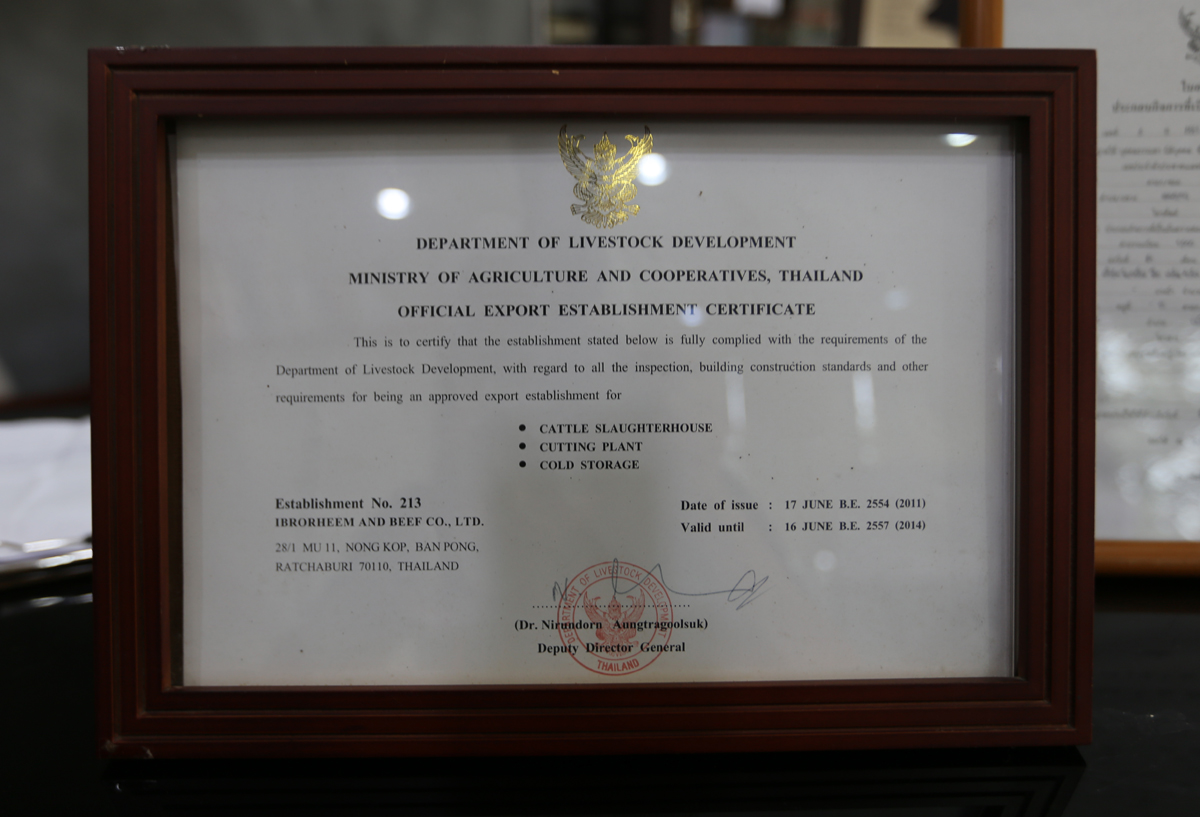 DEPARTMENT OF LIVESTOCK DEVELOPMENT
MINISTRY OF AGRICULTURE AND COOPERATIVES, THAILAND
OFFICIAL EXPORT ESTABLISHMENT CERTIFICATE
This is to certify that the establishment stated below is fully complied with the requirements of the
Department of Livestock Development, with regard to all the inspection, building construction standards and other
requirements for being an approved export establishment for
• CATTLE SLAUGHTERHOUSE
• CUTTING PLANT
• COLD STORAGE
Establishment No. 213
IBRORHEEM AND BEEF CO., LTD.
28/1 MU 11, NONG KOP, BAN PONG,
RATCHABURI 70110, THAILAND
Date of issue : 17 JUNE B.E. 2554 (2011)
Valid until : 16 JUNE B.E. 2557 (2014)
DEPARTMENT OF LIVESTOCK DEVELOPMENT
THAILAND
(Dr. Nirundorn Aungtragoolsuk)
Deputy Director General